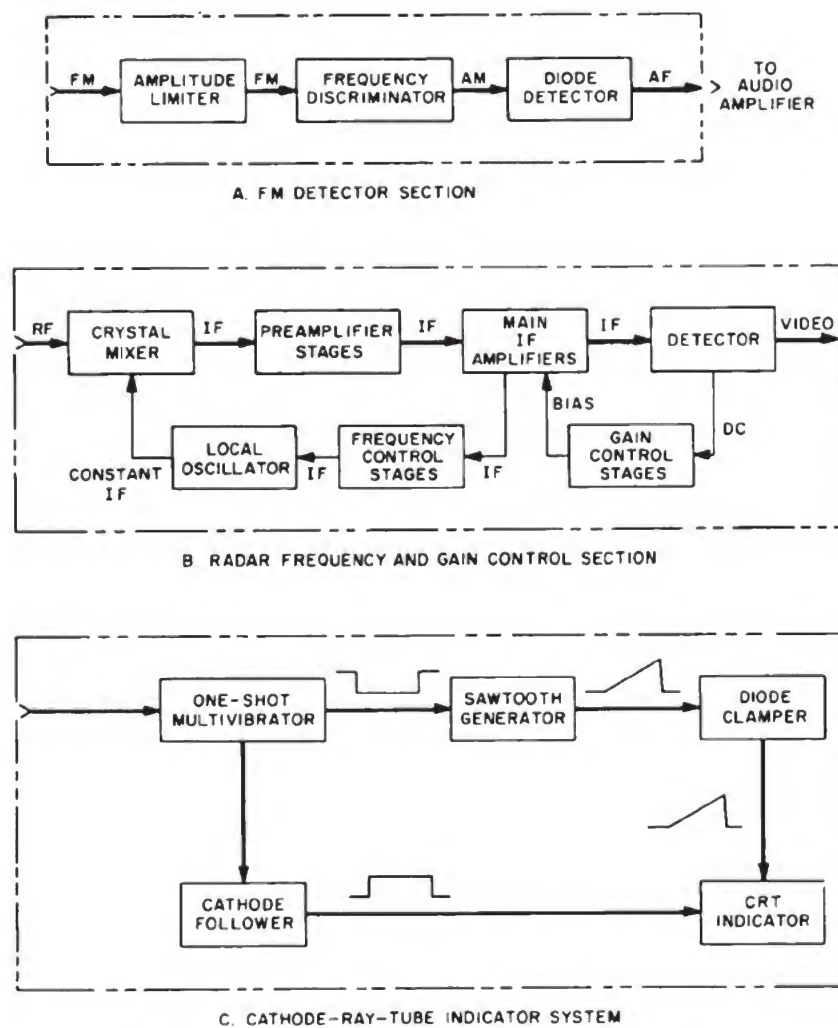 FM
AMPLITUDE
LIMITER
FM
FREQUENCY
DISCRIMINATOR
AM
DIODE
DETECTOR
AF
TO
AUDIO
AMPLIFIER
A. FM DETECTOR SECTION
RF
CRYSTAL
MIXER
IF
PREAMPLIFIER
STAGES
IF
MAIN
IF
AMPLIFIERS
IF
DETECTOR
VIDEO
CONSTANT
IF
LOCAL
OSCILLATOR
IF
FREQUENCY
CONTROL
STAGES
IF
BIAS
GAIN
CONTROL
STAGES
DC
B. RADAR FREQUENCY AND GAIN CONTROL SECTION
ONE-SHOT
MULTIVIBRATOR
SAWTOOTH
GENERATOR
DIODE
CLAMPER
CATHODE
FOLLOWER
CRT
INDICATOR
C. CATHODE-RAY-TUBE INDICATOR SYSTEM